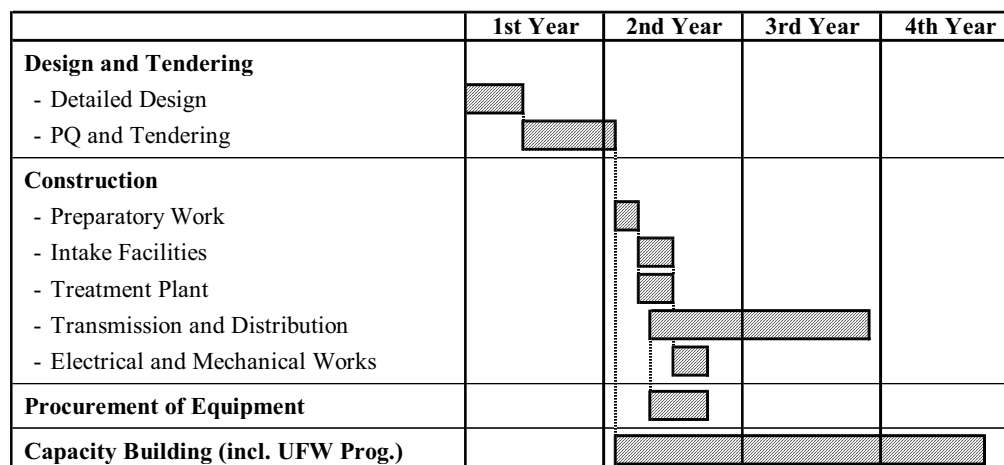 1st Year 2nd Year 3rd Year 4th Year
Design and Tendering
- Detailed Design
- PQ and Tendering
Construction
- Preparatory Work
- Intake Facilities
- Treatment Plant
- Transmission and Distribution
- Electrical and Mechanical Works
Procurement of Equipment
Capacity Building (incl. UFW Prog.)